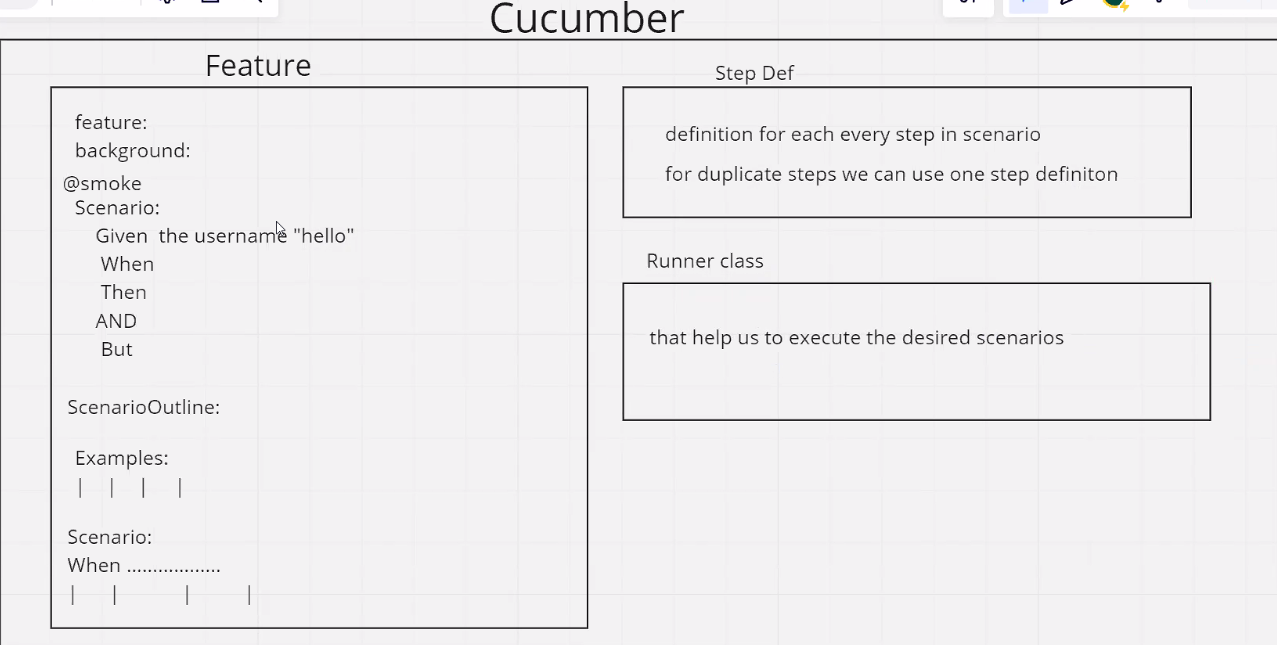 Cucumber
Feature
feature:
background:
@smoke
Scenario:
Given the username "hello"
When
Then
AND
But
ScenarioOutline:
Examples:
| | | |
Scenario:
When ..................
| | | |
Step Def
definition for each every step in scenario
for duplicate steps we can use one step definiton
Runner class
that help us to execute the desired scenarios